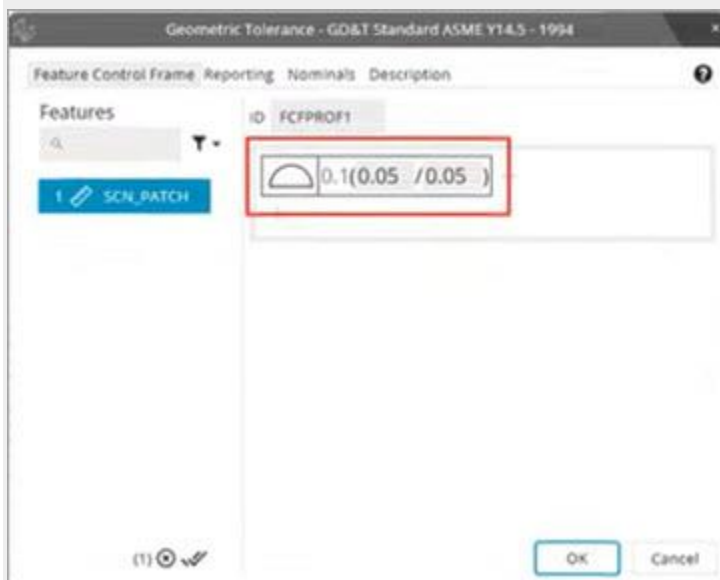 Geometric Tolerance - GD&T Standard ASME Y14.5 - 1994
Feature Control Frame Reporting Nominals Description
Features
ID FCFPROF1
0.1(0.05 /0.05 )
1 SCN_PATCH
(1)
OK Cancel